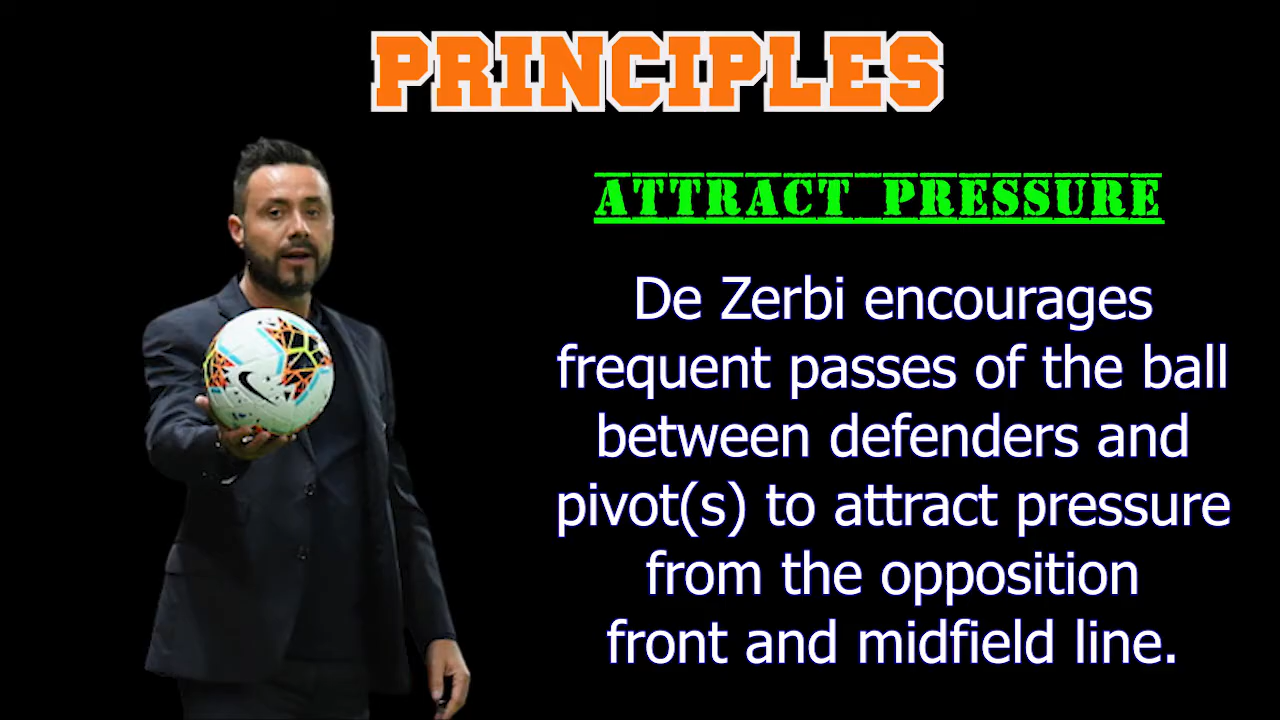 PRINCIPLES
ATTRACT PRESSURE
De Zerbi encourages
frequent passes of the ball
between defenders and
pivot(s) to attract pressure
from the opposition
front and midfield line.